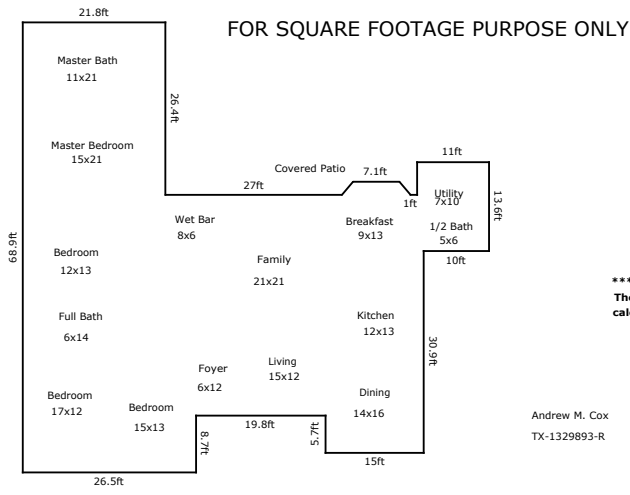 21.8ft
FOR SQUARE FOOTAGE PURPOSE ONLY
Master Bath
11x21
26.4ft
Master Bedroom
15x21
Covered Patio
7.1ft
11ft
27ft
1ft
Utility
7x10
13.6ft
Wet Bar
8x6
Breakfast
9x13
1/2 Bath
5x6
68.9ft
Bedroom
12x13
Family
21x21
10ft
***
The
calc
Full Bath
6x14
Kitchen
12x13
30.9ft
Foyer
6x12
Living
15x12
Bedroom
17x12
Bedroom
15x13
Dining
14x16
8.7ft
19.8ft
5.7ft
15ft
26.5ft
Andrew M. Cox
TX-1329893-R